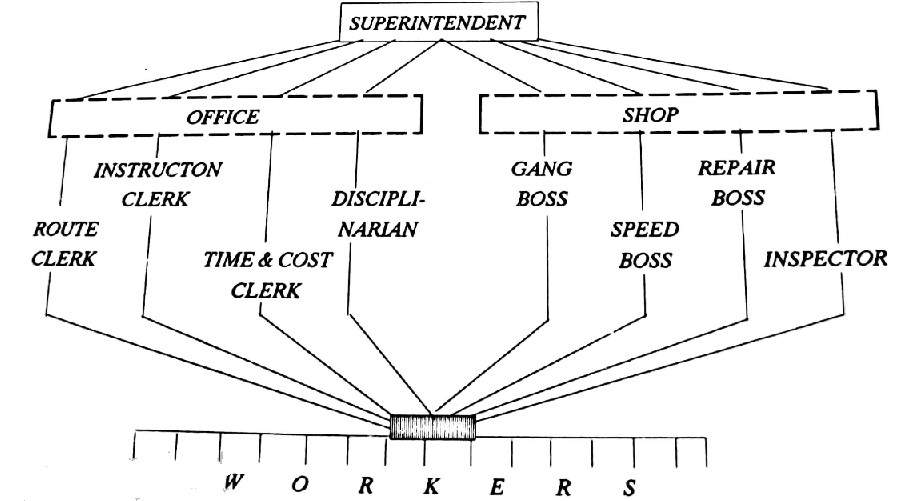 SUPERINTENDENT
OFFICE
SHOP
INSTRUCTON
CLERK
GANG
BOSS
REPAIR
BOSS
DISCIPLI-
NARIAN
ROUTE
CLERK
SPEED
BOSS
TIME & COST
CLERK
INSPECTOR
W O R K E R S